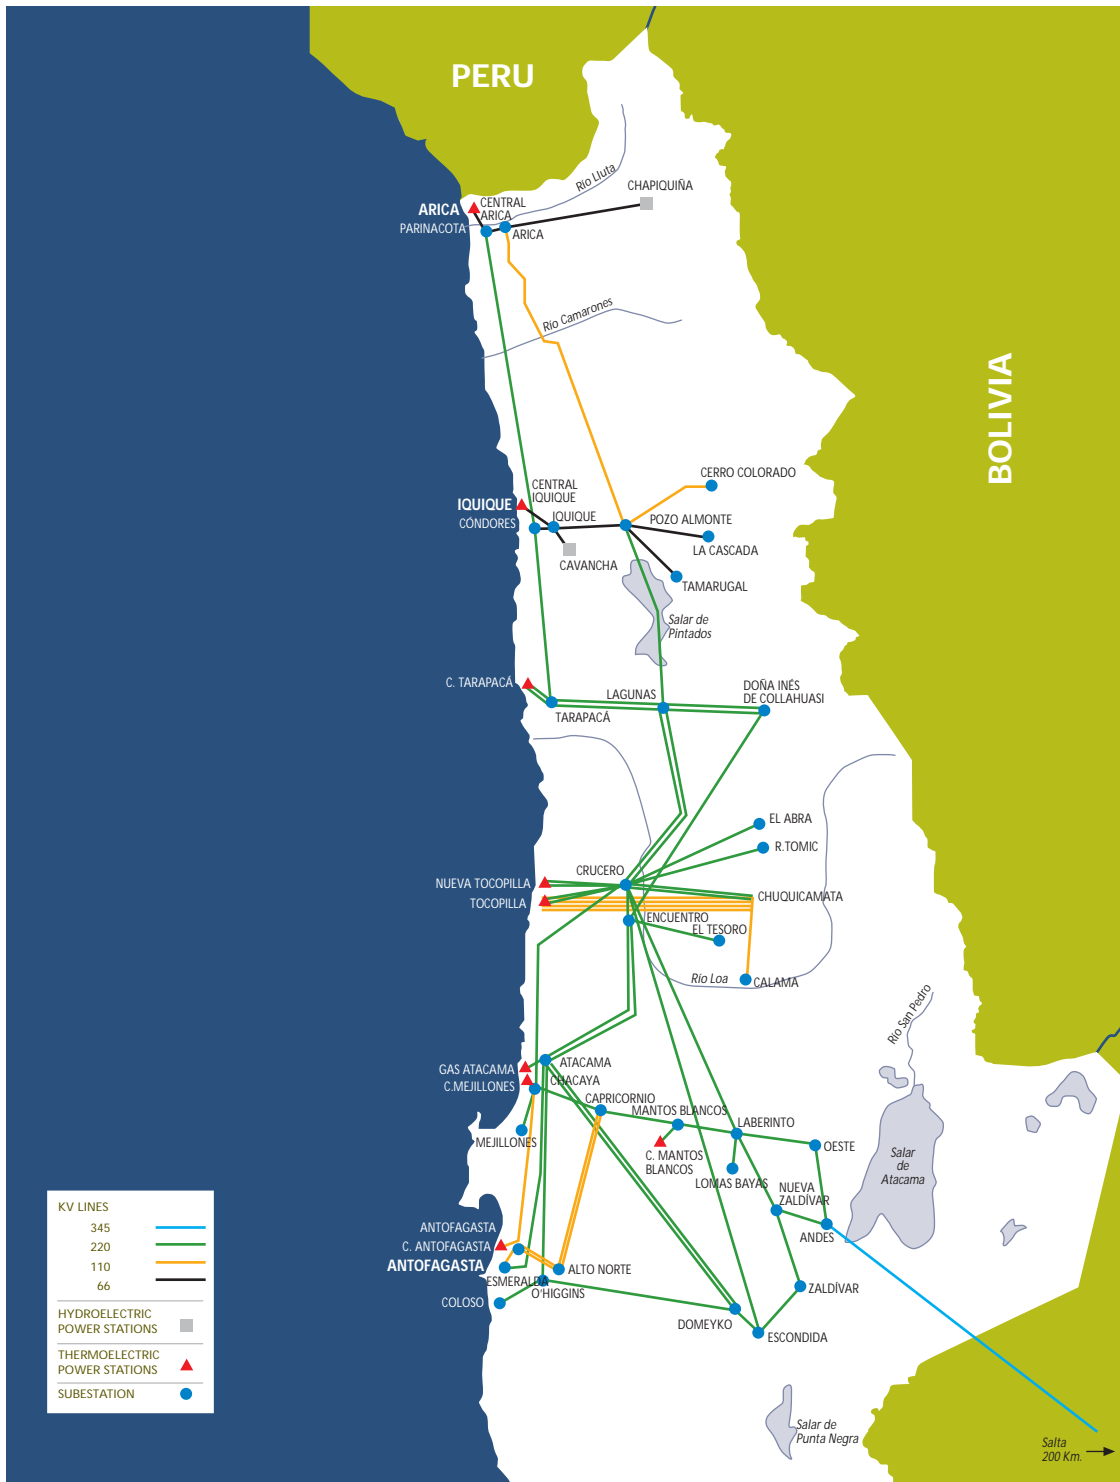 PERU
BOLIVIA
Río Lluta
CHAPIQUIÑA
ARICA
CENTRAL
ARICA
PARINACOTA
ARICA
Río Camarones
CERRO COLORADO
CENTRAL
IQUIQUE
IQUIQUE
CÓNDORES
IQUIQUE
POZO ALMONTE
LA CASCADA
CAVANCHA
TAMARUGAL
Salar de
Pintados
C. TARAPACÁ
TARAPACÁ
LAGUNAS
DOÑA INÉS
DE COLLAHUASI
EL ABRA
R.TOMIC
CRUCERO
NUEVA TOCOPILLA
TOCOPILLA
CHUQUICAMATA
ENCUENTRO
EL TESORO
Río Loa
CALAMA
Río San Pedro
GAS ATACAMA
ATACAMA
C.MEJILLONES
CHACAYA
CAPRICORNIO
MANTOS BLANCOS
LABERINTO
MEJILLONES
C. MANTOS
BLANCOS
LOMAS BAYAS
OESTE
NUEVA
ZALDÍVAR
ANDES
Salar
de
Atacama
ANTOFAGASTA
C. ANTOFAGASTA
ANTOFAGASTA
ESMERALDA
ALTO NORTE
O'HIGGINS
COLOSO
ZALDÍVAR
DOMEYKO
ESCONDIDA
Salar de
Punta Negra
Salta
200 Km.
KV LINES
345
220
110
66
HYDROELECTRIC
POWER STATIONS
THERMOELECTRIC
POWER STATIONS
SUBESTATION